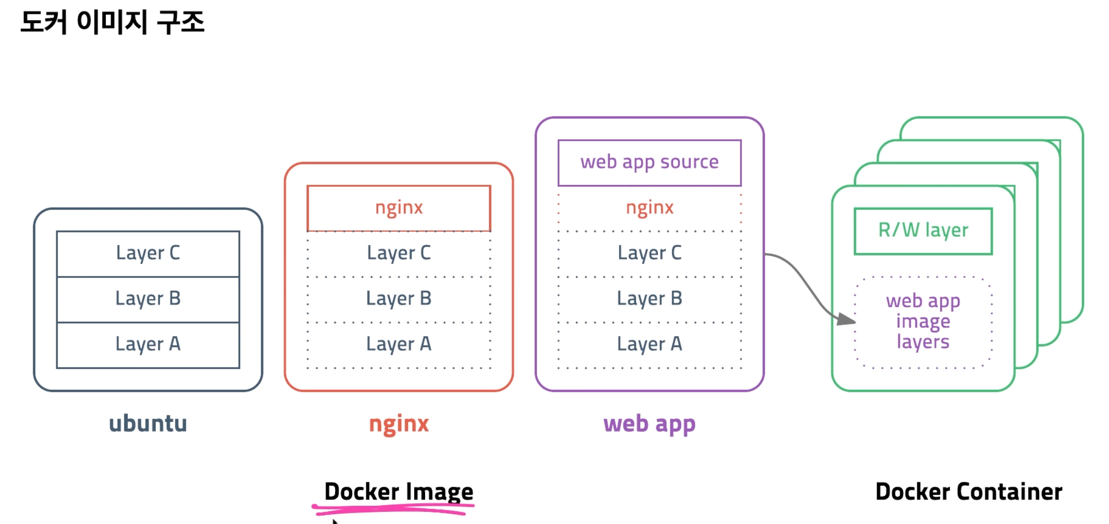 도커 이미지 구조
Layer C
Layer B
Layer A
ubuntu
nginx
Layer C
Layer B
Layer A
nginx
web app source
nginx
Layer C
Layer B
Layer A
web app
R/W layer
web app
image
layers
Docker Image
Docker Container